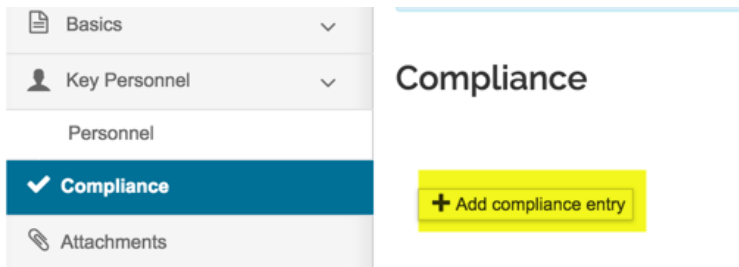 Basics
Key Personnel
Personnel
Compliance
Attachments
Compliance
Add compliance entry